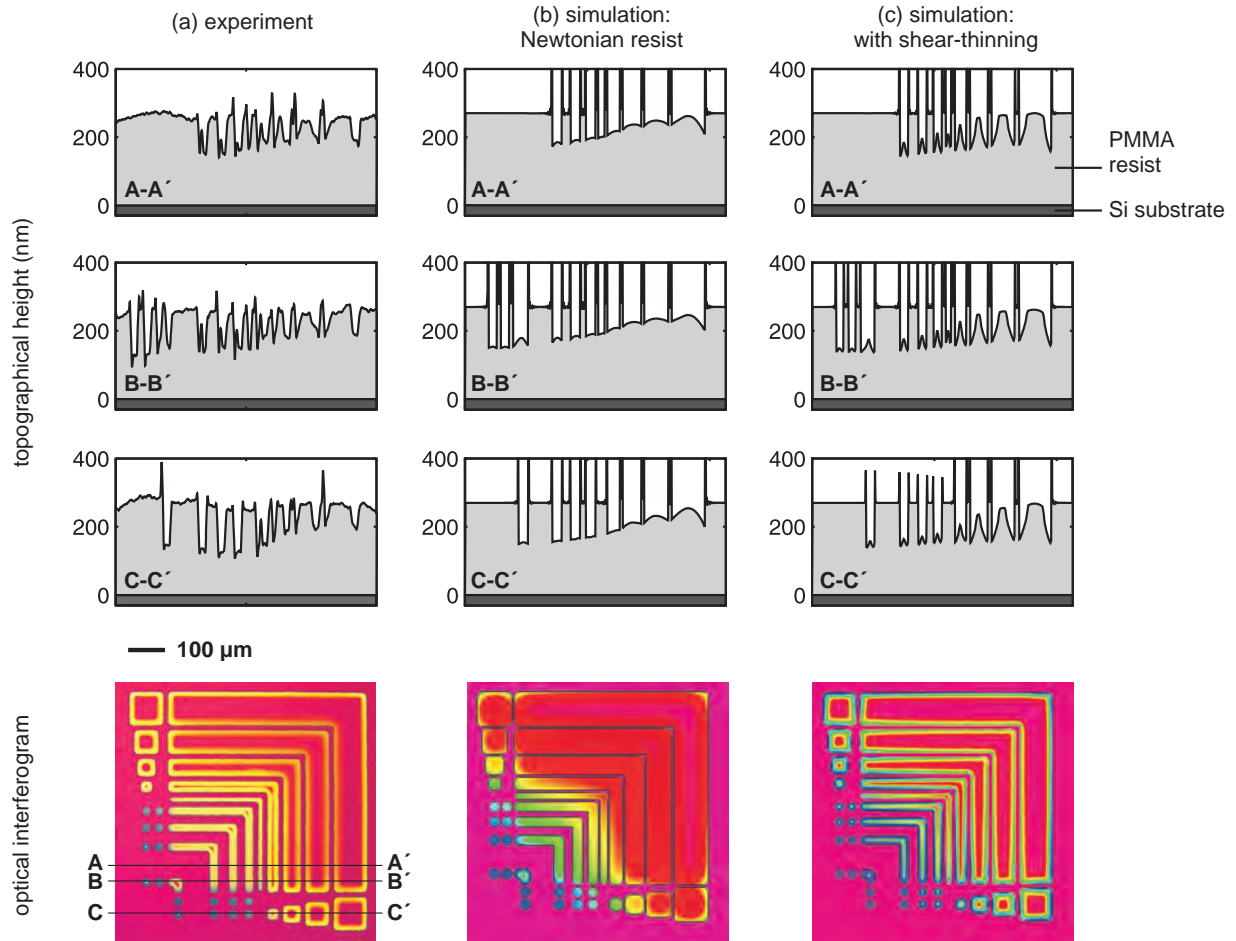 (a) experiment
(b) simulation:
Newtonian resist
(c) simulation:
with shear-thinning
topographical height (nm)
400
200
0
A-A´
400
200
0
A-A´
400
200
0
A-A´
PMMA
resist
Si substrate
400
200
0
B-B´
400
200
0
B-B´
400
200
0
B-B´
400
200
0
C-C´
400
200
0
C-C´
400
200
0
C-C´
100 µm
optical interferogram
A A´
B B´
C C´